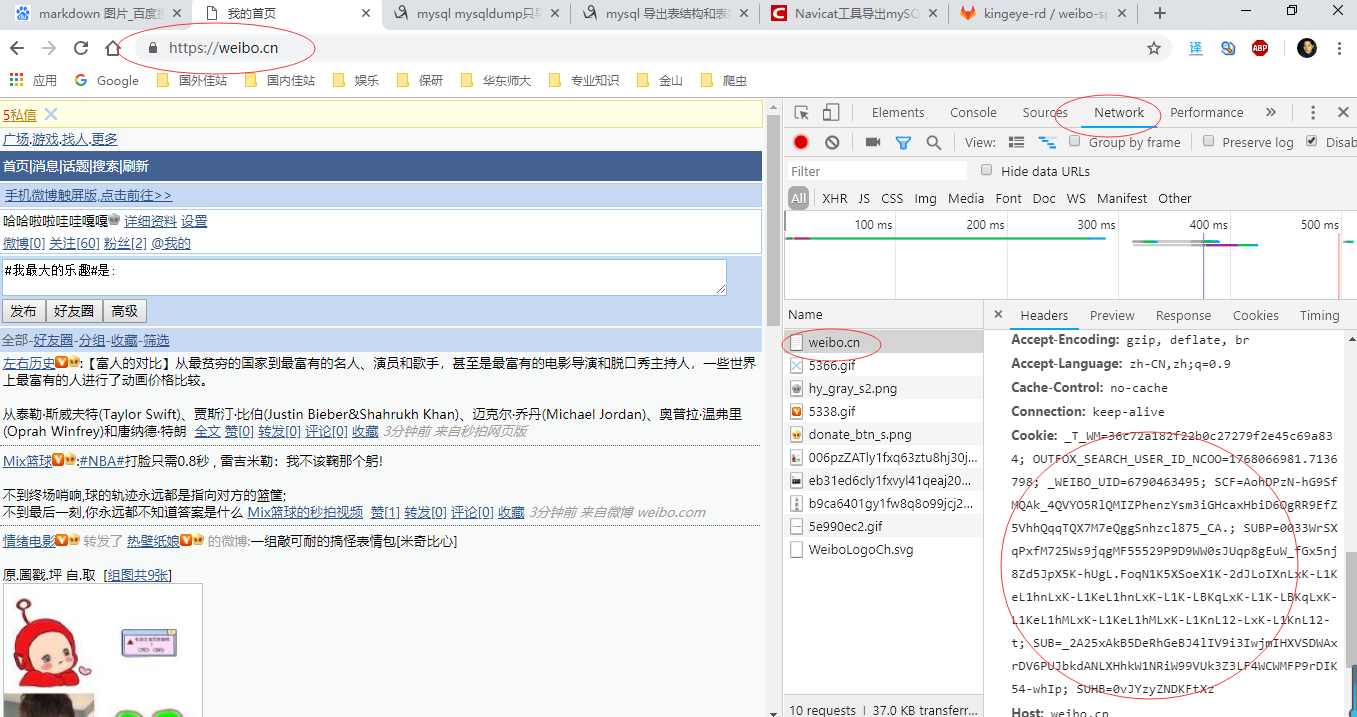 markdown 图片_百度搜
我的首页
mysql mysqldump只导
mysql 导出表结构和表
Navicat工具导出mySQ
kingeye-rd / weibo-sp
https://weibo.cn
应用
Google
国外佳站
国内佳站
娱乐
保研
华东师大
专业知识
金山
爬虫
译
ABP
5私信
广场.游戏.找人.更多
首页|消息|话题|搜索|刷新
手机微博触屏版,点击前往>>
哈哈啦啦哇哇嘎嘎 详细资料 设置
微博[0] 关注[60] 粉丝[2] @我的
#我最大的乐趣#是:
发布 好友圈 高级
全部-好友圈-分组-收藏-筛选
左右历史:【富人的对比】从最贫穷的国家到最富有的名人、演员和歌手，甚至是最富有的电影导演和脱口秀主持人，一些世界
上最富有的人进行了动画价格比较。
从泰勒·斯威夫特(Taylor Swift)、贾斯汀·比伯(Justin Bieber&Shahrukh Khan)、迈克尔·乔丹(Michael Jordan)、奥普拉·温弗里
(Oprah Winfrey)和唐纳德·特朗 全文 赞[0] 转发[0] 评论[0] 收藏 3分钟前 来自秒拍网页版
Mix篮球:#NBA#打脸只需0.8秒 , 雷吉米勒：我不该鞠那个躬!
不到终场哨响,球的轨迹永远都是指向对方的篮筐;
不到最后一刻,你永远都不知道答案是什么 Mix篮球的秒拍视频 赞[1] 转发[0] 评论[0] 收藏 3分钟前 来自微博 weibo.com
情绪电影 转发了 热壁纸娘 的微博:一组敲可耐的搞怪表情包[米奇比心]
原.圖戳.坪 自.取 [组图共9张]
Elements
Console
Sources
Network
Performance
View:
Group by frame
Preserve log
Disab
Filter
Hide data URLs
All XHR JS CSS Img Media Font Doc WS Manifest Other
100 ms
200 ms
300 ms
400 ms
500 ms
Name
weibo.cn
5366.gif
hy_gray_s2.png
5338.gif
donate_btn_s.png
006pzZATly1fxq63ztu8hj30j...
eb31ed6cly1fxvyl41qeaj20...
b9ca6401gy1fw8q8o99jcj2...
5e990ec2.gif
WeiboLogoCh.svg
10 requests | 37.0 KB transferr...
Headers
Preview
Response
Cookies
Timing
Accept-Encoding: gzip, deflate, br
Accept-Language: zh-CN,zh;q=0.9
Cache-Control: no-cache
Connection: keep-alive
Cookie: _T_WM=36c72a182f22b0c27279f2e45c69a83
4; OUTFOX_SEARCH_USER_ID_NCOO=1768066981.7136
798; _WEIBO_UID=6790463495; SCF=AohDPzN-hG9Sf
MQAk_4QVYO5RlQMIZPhenzYsm3iGHcaxHbiD6OgRR9EfZ
5VhhQqqTQX7M7eQggSnhzcl875_CA.; SUBP=0033WrSX
qPxfM725Ws9jqgMF55529P9D9WW0sJUqp8gEuW_fGx5nj
8Zd5JpX5K-hUgL.FoqN1K5XSoeX1K-2dJLoIXnLxK-L1K
eL1hnLxK-L1KeL1hnLxK-L1K-LBKqLxK-L1K-LBKqLxK-
L1KeL1hMLxK-L1KeL1hMLxK-L1KnL12-LxK-L1KnL12-
t; SUB=_2A25xAkB5DeRhGeBJ4lIV9i3IwjmIHXVSDWAx
rDV6PUJbkdANLXHhkW1NRiW99VUk3Z3LF4WCWMFP9rDIK
54-whIp; SUHB=0vJYzyZNDKFtXz
Host: weibo.cn